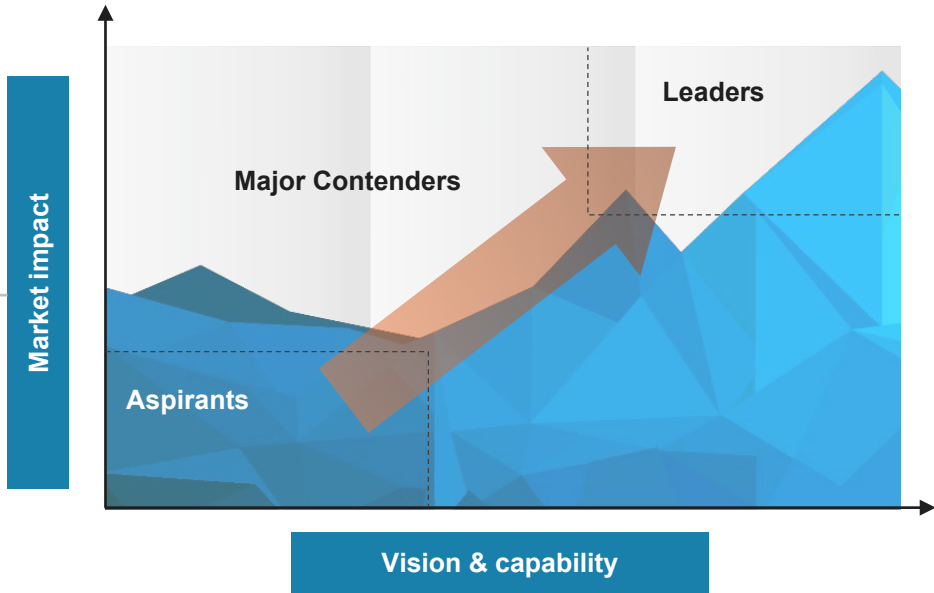 Leaders
Major Contenders
Market impact
Aspirants
Vision & capability